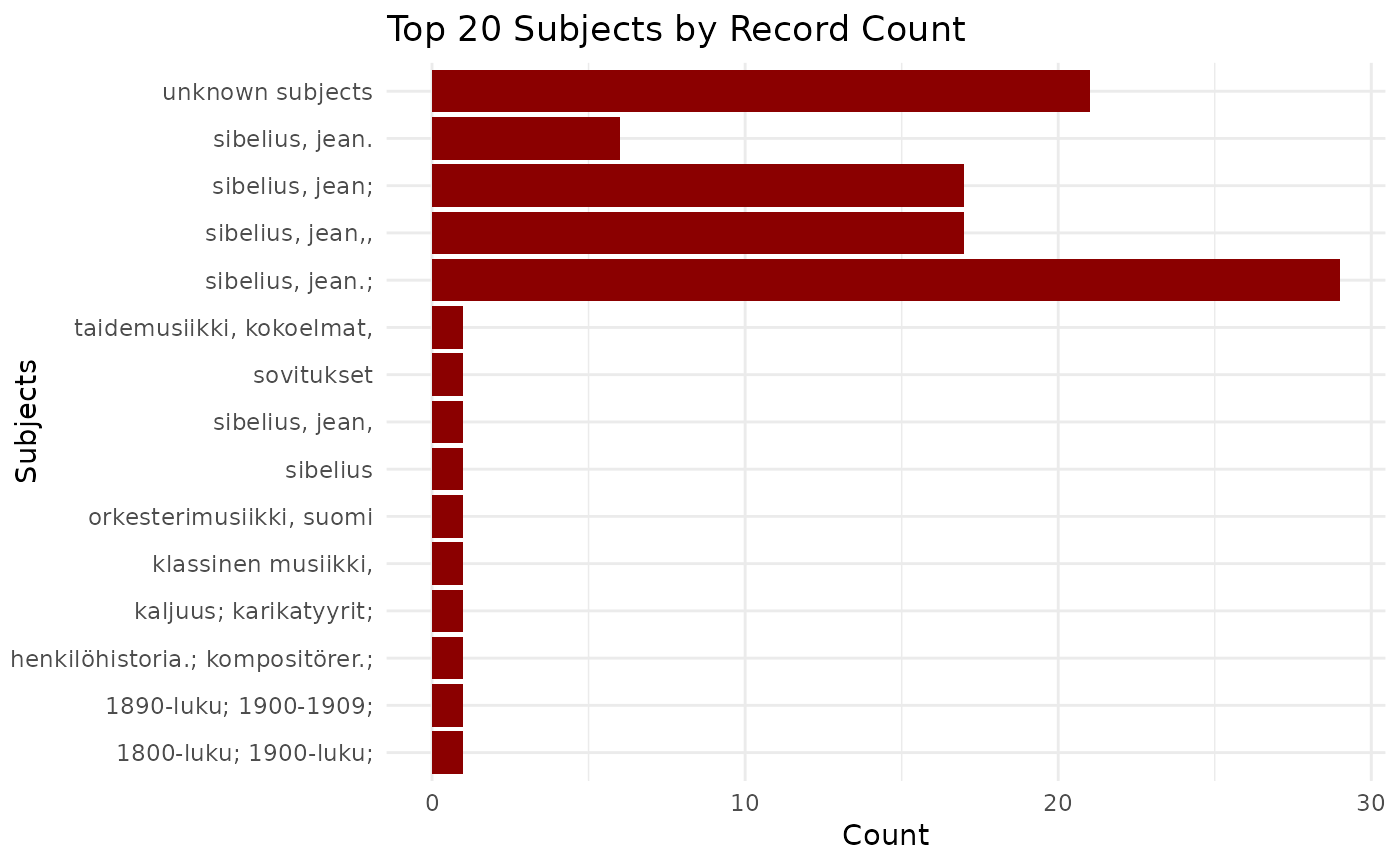 Top 20 Subjects by Record Count
unknown subjects
sibelius, jean.
sibelius, jean;
sibelius, jean,,
sibelius, jean.;
taidemusiikki, kokoelmat,
sovitukset
sibelius, jean,
sibelius
orkesterimusiikki, suomi
klassinen musiikki,
kaljuus; karikatyyrit;
henkilöhistoria.; kompositörer.;
1890-luku; 1900-1909;
1800-luku; 1900-luku;
Subjects
0 10 20 30
Count